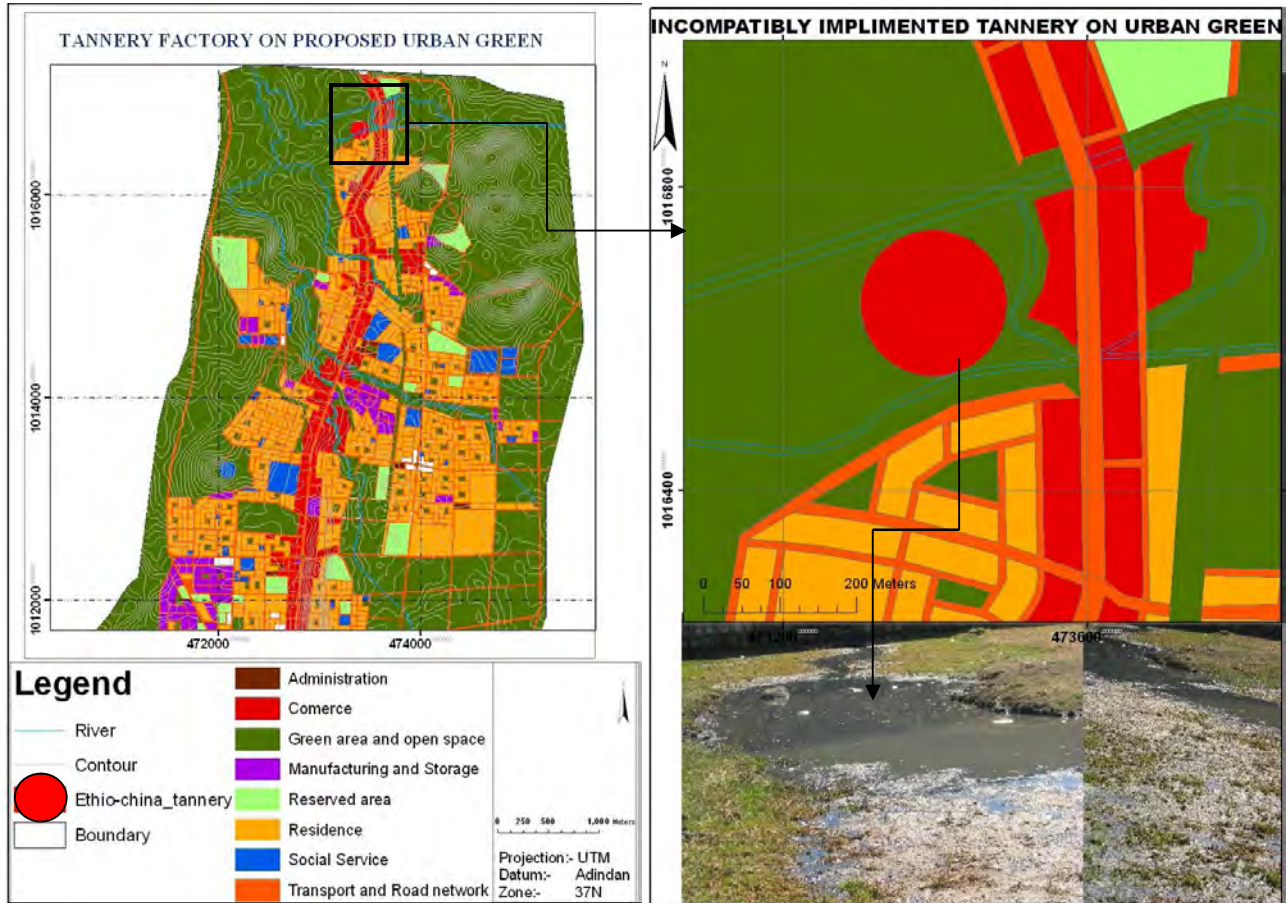 TANNERY FACTORY ON PROPOSED URBAN GREEN
1016000
1014000
1012000
472000
474000
Legend
River
Contour
Ethio-china_tannery
Boundary
Administration
Comerce
Green area and open space
Manufacturing and Storage
Reserved area
Residence
Social Service
Transport and Road network
0 250 500 1,000 Meters
Projection:- UTM
Datum:- Adindan
Zone:- 37N
INCOMPATIBLY IMPLIMENTED TANNERY ON URBAN GREEN
N
1016800
1016400
0 50 100 200 Meters
473200
473600